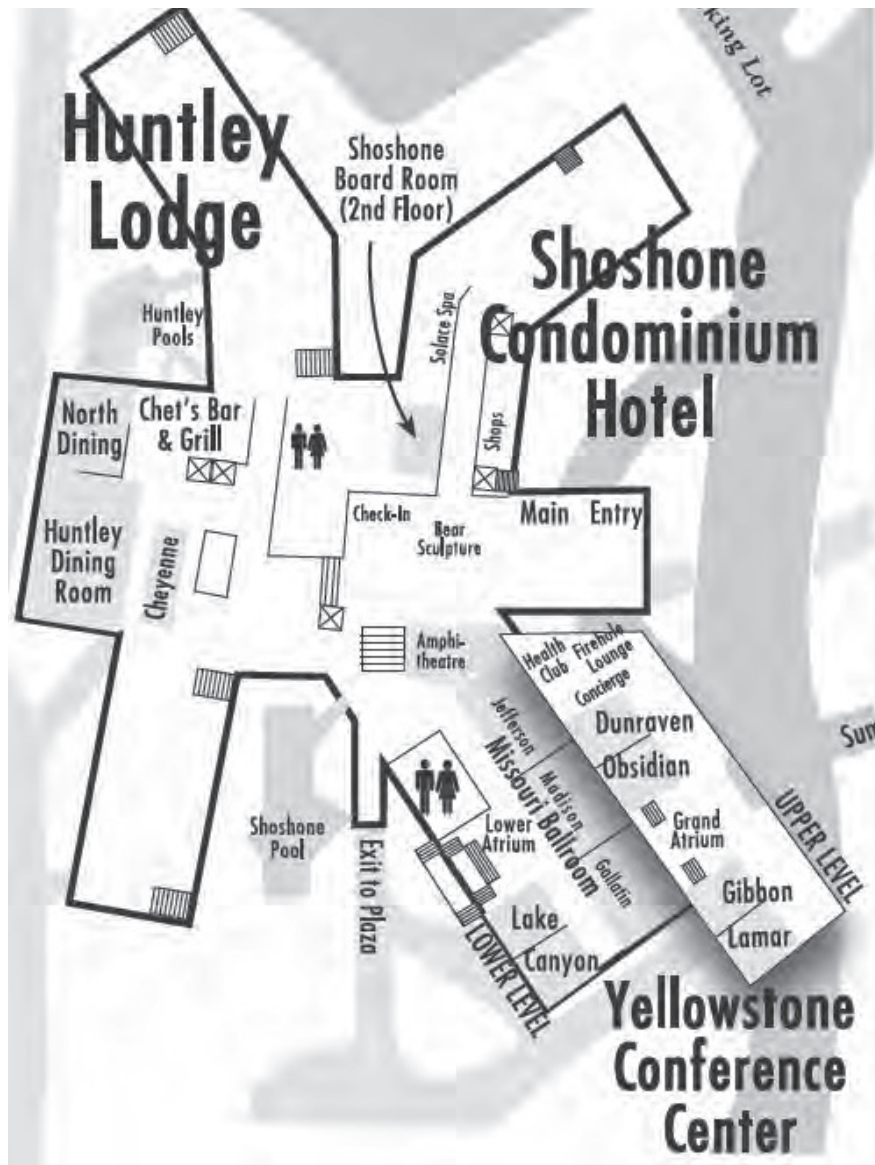 king Lot
Huntley
Lodge
Shoshone
Board Room
(2nd Floor)
Shoshone
Condominium
Hotel
Huntley
Pools
Solace Spa
Shops
North
Dining
Chet's Bar
& Grill
Check-In
Bear
Sculpture
Main Entry
Huntley
Dining
Room
Cheyenne
Amphi-
theatre
Health
Club
Firehole
Lounge
Concierge
Jefferson
Missouri Ballroom
Madison
Gallatin
Dunraven
Obsidian
Sum
Grand
Atrium
UPPER LEVEL
Shoshone
Pool
Exit to Plaza
Lower
Atrium
Gibbon
Lamar
Lake
Canyon
LOWER LEVEL
Yellowstone
Conference
Center